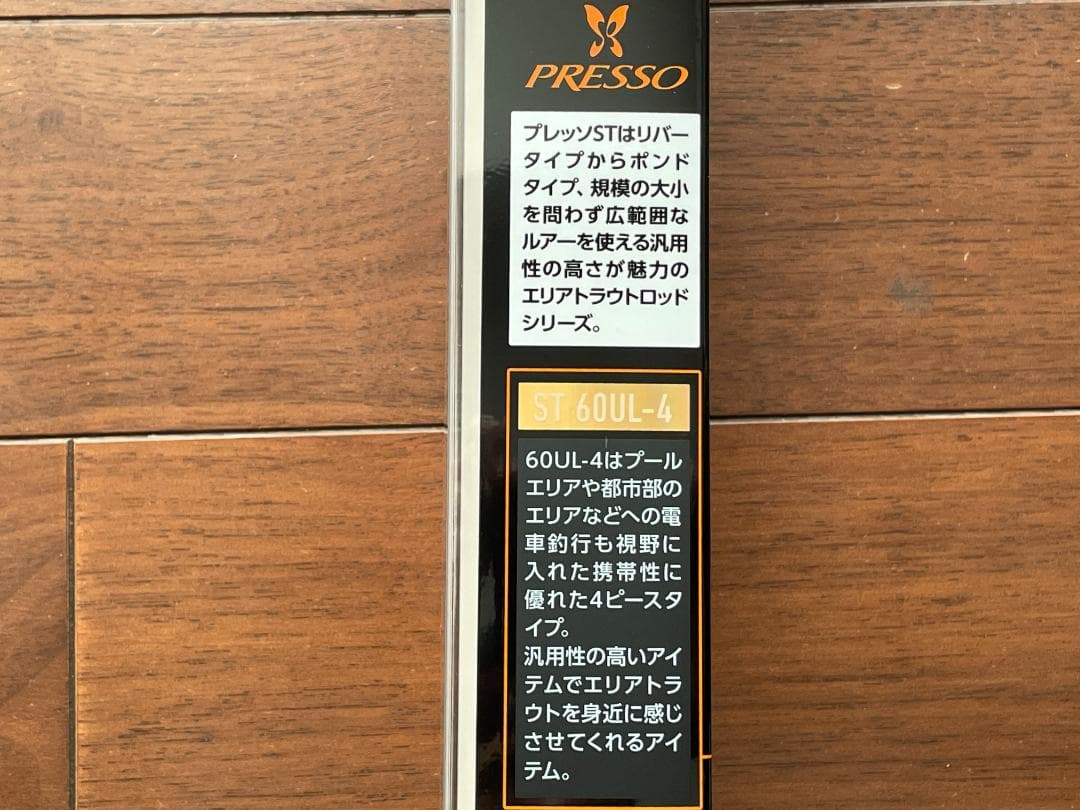 PRESSO
プレッソSTはリバー
タイプからポンド
タイプ、規模の大小
を問わず広範囲な
ルアーを使える汎用
性の高さが魅力の
エリアトラウトロッド
シリーズ。
ST 60UL-4
60UL-4はプール
エリアや都市部の
エリアなどへの電
車釣行も視野に
入れた携帯性に
優れた4ピースタ
イプ。
汎用性の高いアイ
テムでエリアトラ
ウトを身近に感じ
させてくれるアイ
テム。